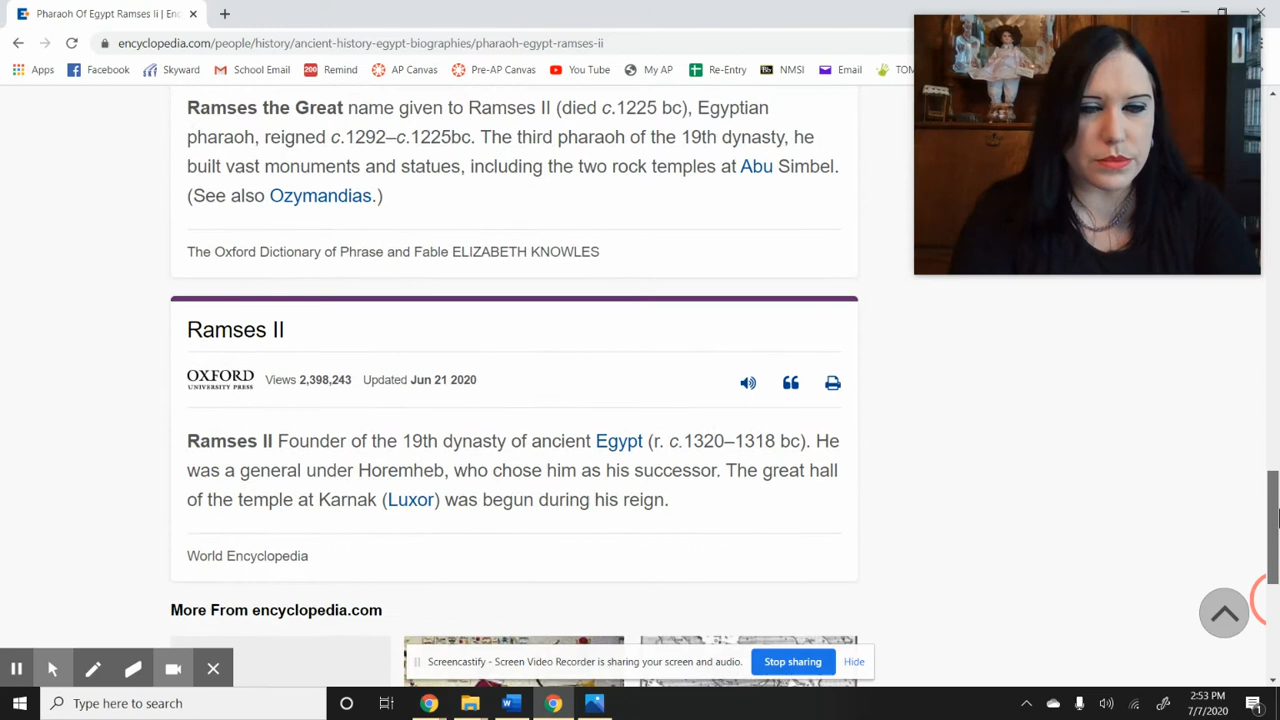 Pharaoh Of Egypt Ramses Ii | Enc
encyclopedia.com/people/history/ancient-history-egypt-biographies/pharaoh-egypt-ramses-ii
Apps Facebook Skyward School Email 200 Remind AP Canvas Pre-AP Canvas You Tube My AP Re-Entry NMSI Email TOM
Ramses the Great name given to Ramses II (died c.1225 bc), Egyptian
pharaoh, reigned c.1292–c.1225bc. The third pharaoh of the 19th dynasty, he
built vast monuments and statues, including the two rock temples at Abu Simbel.
(See also Ozymandias.)
The Oxford Dictionary of Phrase and Fable ELIZABETH KNOWLES
Ramses II
OXFORD
UNIVERSITY PRESS
Views 2,398,243 Updated Jun 21 2020
Ramses II Founder of the 19th dynasty of ancient Egypt (r. c.1320–1318 bc). He
was a general under Horemheb, who chose him as his successor. The great hall
of the temple at Karnak (Luxor) was begun during his reign.
World Encyclopedia
More From encyclopedia.com
Screencastify - Screen Video Recorder is sharing your screen and audio. Stop sharing Hide
Type here to search
2:53 PM
7/7/2020
1